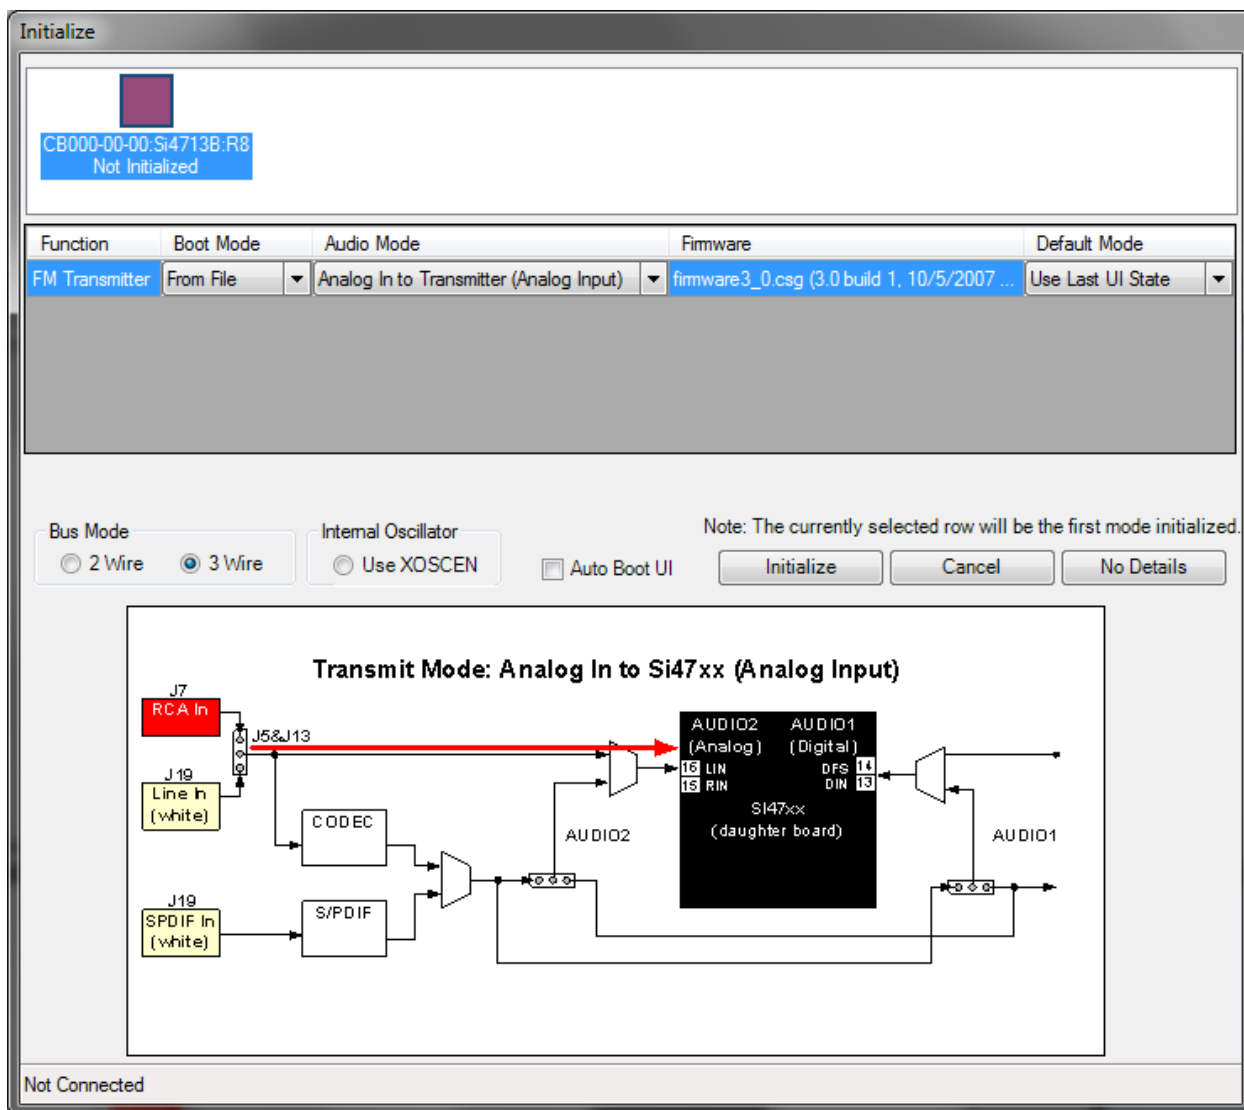 Initialize
CB000-00-00:Si4713B:R8
Not Initialized
Function Boot Mode Audio Mode Firmware Default Mode
FM Transmitter From File Analog In to Transmitter (Analog Input) firmware3_0.csg (3.0 build 1, 10/5/2007 ... Use Last UI State
Note: The currently selected row will be the first mode initialized.
Bus Mode
2 Wire 3 Wire
Internal Oscillator
Use XOSCEN
Auto Boot UI
Initialize Cancel No Details
Transmit Mode: Analog In to Si47xx (Analog Input)
J7
RCA In
J5&J13
J19
Line In
(white)
CODEC
J19
SPDIF In
(white)
S/PDIF
AUDIO2
AUDIO2 AUDIO1
(Analog) (Digital)
16 LIN DFS 14
15 RIN DIN 13
SI47xx
(daughter board)
AUDIO1
Not Connected